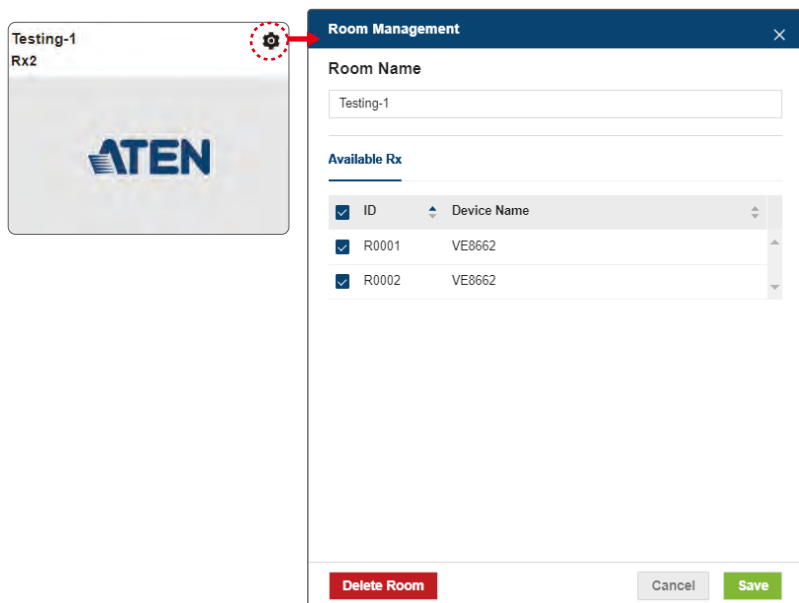 Testing-1
Rx2
ATEN
Room Management
Room Name
Testing-1
Available Rx
ID Device Name
R0001 VE8662
R0002 VE8662
Delete Room Cancel Save